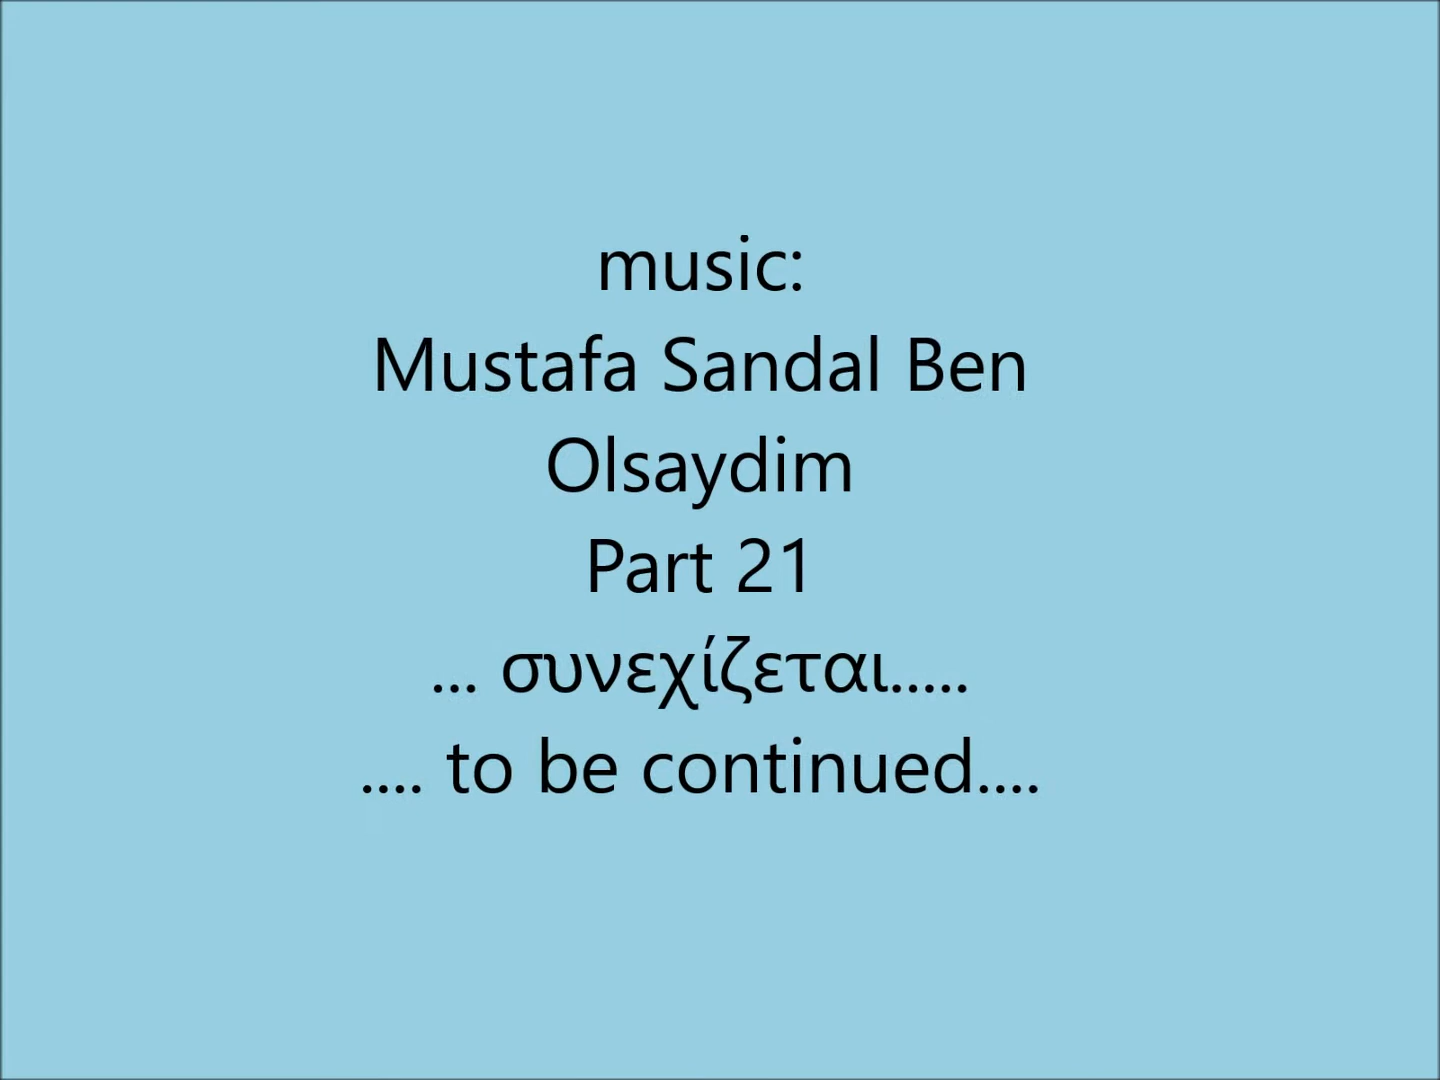 music:
Mustafa Sandal Ben
Olsaydim
Part 21
... συνεχίζεται.....
.... to be continued....